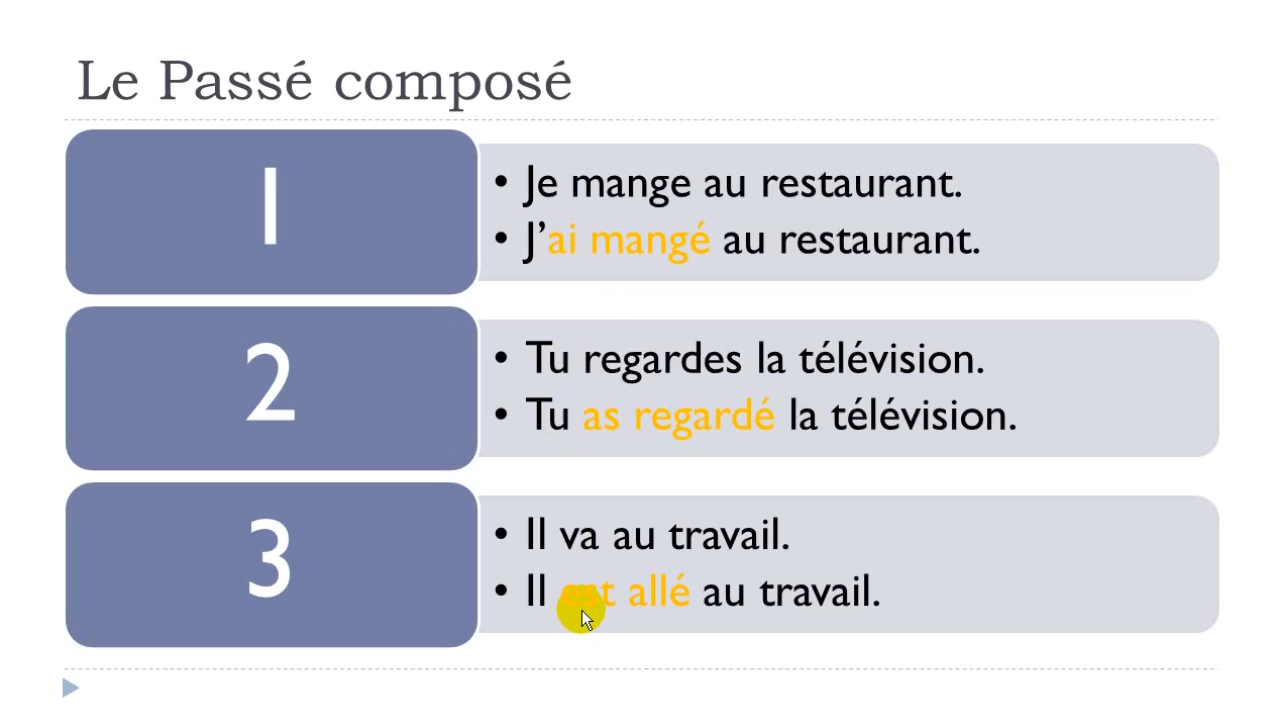 Le Passé composé
1
• Je mange au restaurant.
• J’ai mangé au restaurant.
2
• Tu regardes la télévision.
• Tu as regardé la télévision.
3
• Il va au travail.
• Il est allé au travail.